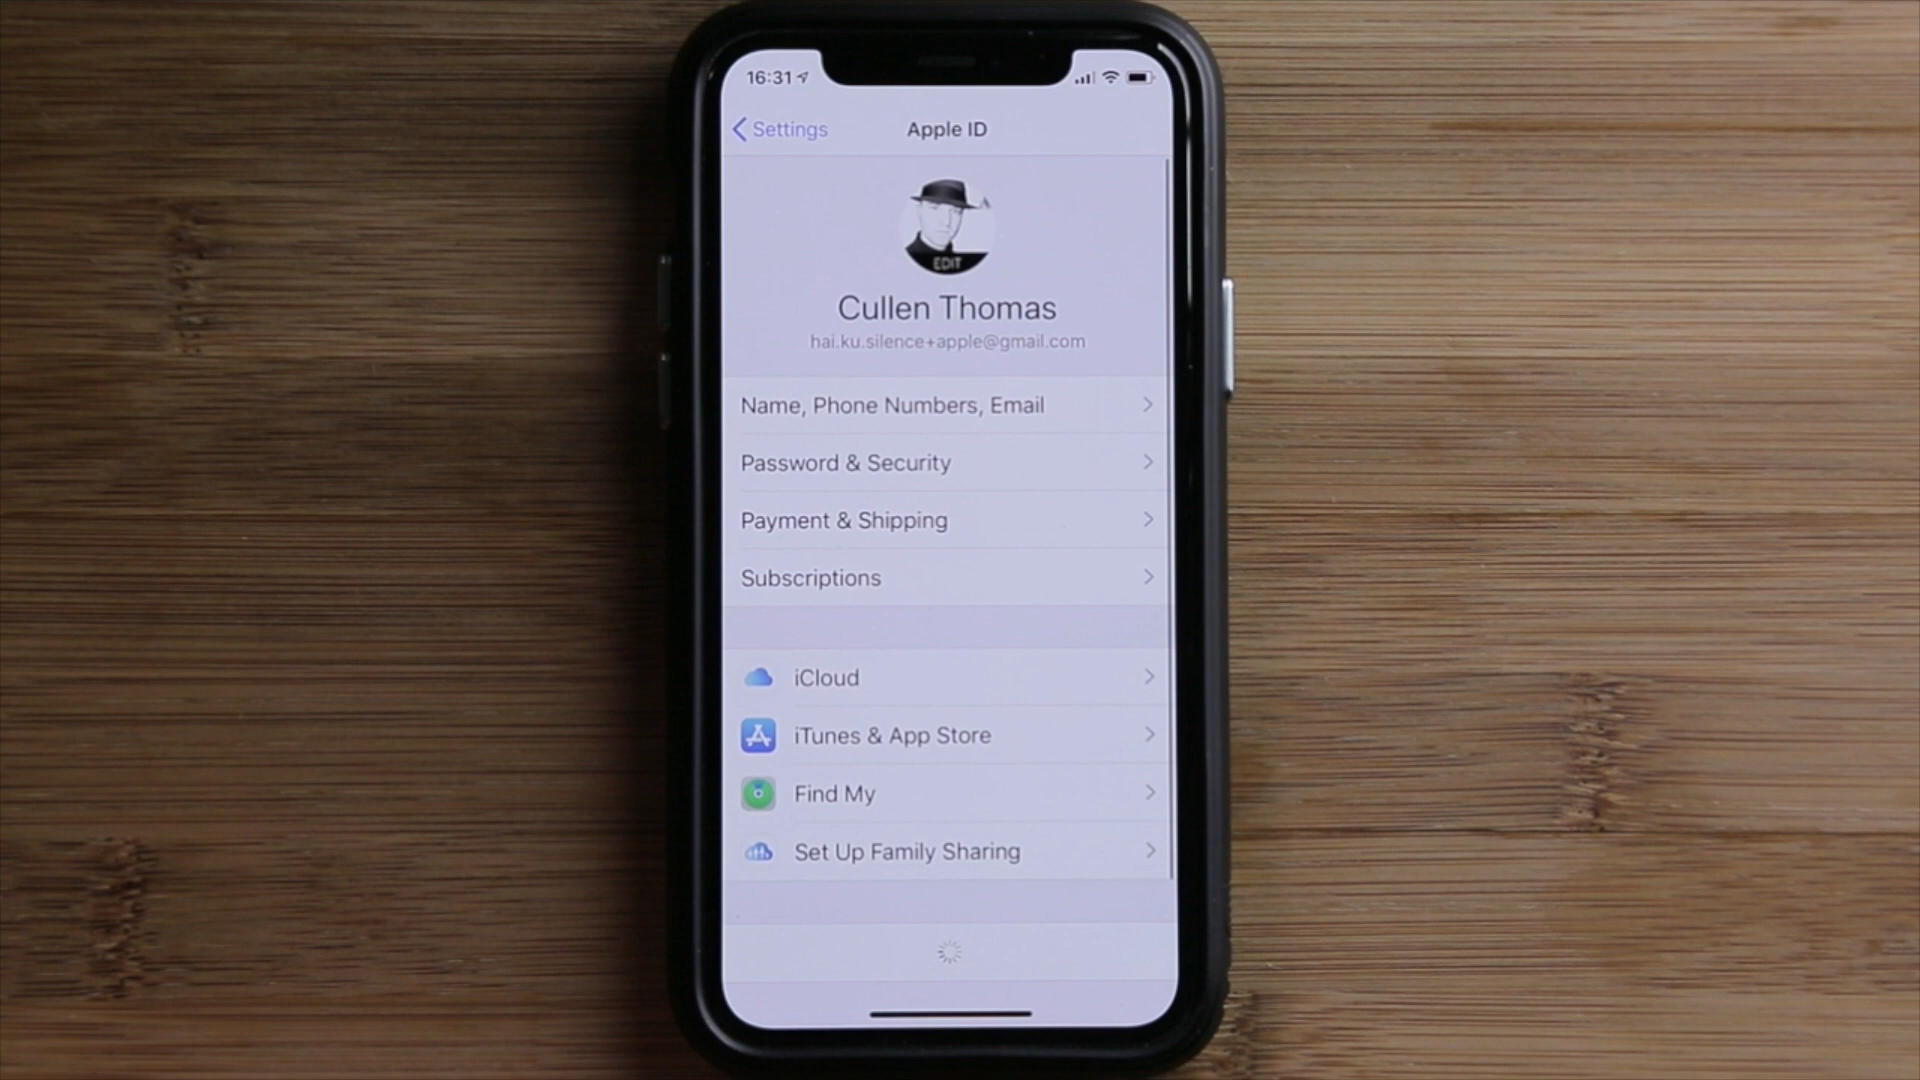 16:31
Settings
Apple ID
EDIT
Cullen Thomas
hai.ku.silence+apple@gmail.com
Name, Phone Numbers, Email
Password & Security
Payment & Shipping
Subscriptions
iCloud
iTunes & App Store
Find My
Set Up Family Sharing